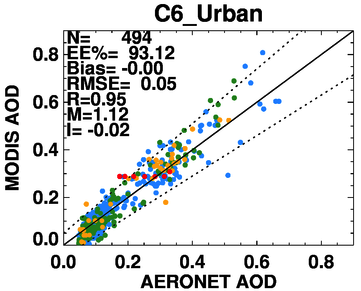 C6_Urban
N= 494
EE%= 93.12
Bias= -0.00
RMSE= 0.05
R=0.95
M=1.12
I= -0.02
MODIS AOD
0.8
0.6
0.4
0.2
0.0
0.0 0.2 0.4 0.6 0.8
AERONET AOD